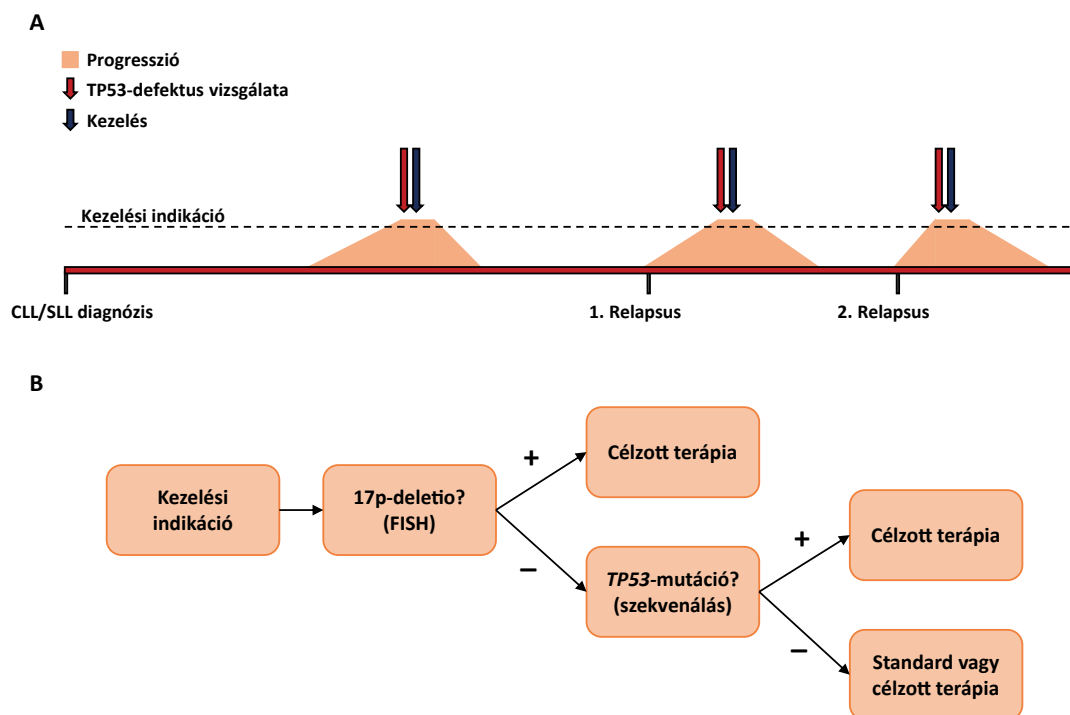 A
Progresszió
TP53-defektus vizsgálata
Kezelés
Kezelési indikáció
CLL/SLL diagnózis
1. Relapsus
2. Relapsus
B
Kezelési
indikáció
17p-deletio?
(FISH)
+
–
Célzott terápia
TP53-mutáció?
(szekvenálás)
+
–
Célzott terápia
Standard vagy
célzott terápia